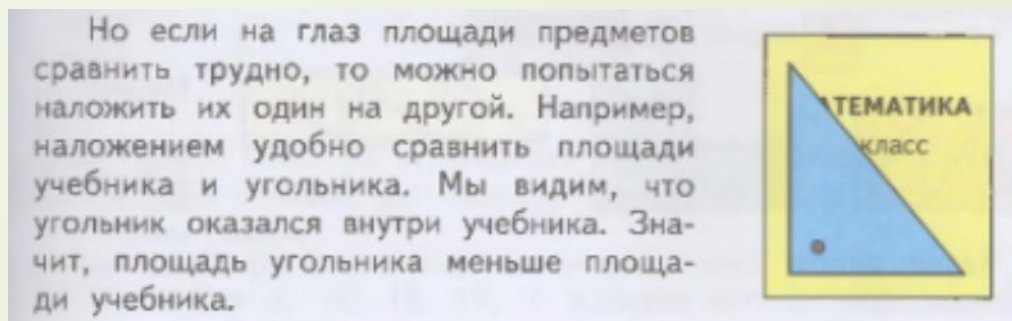 Но если на глаз площади предметов
сравнить трудно, то можно попытаться
наложить их один на другой. Например,
наложением удобно сравнить площади
учебника и угольника. Мы видим, что
угольник оказался внутри учебника. Зна-
чит, площадь угольника меньше площа-
ди учебника.
АТЕМАТИКА
класс